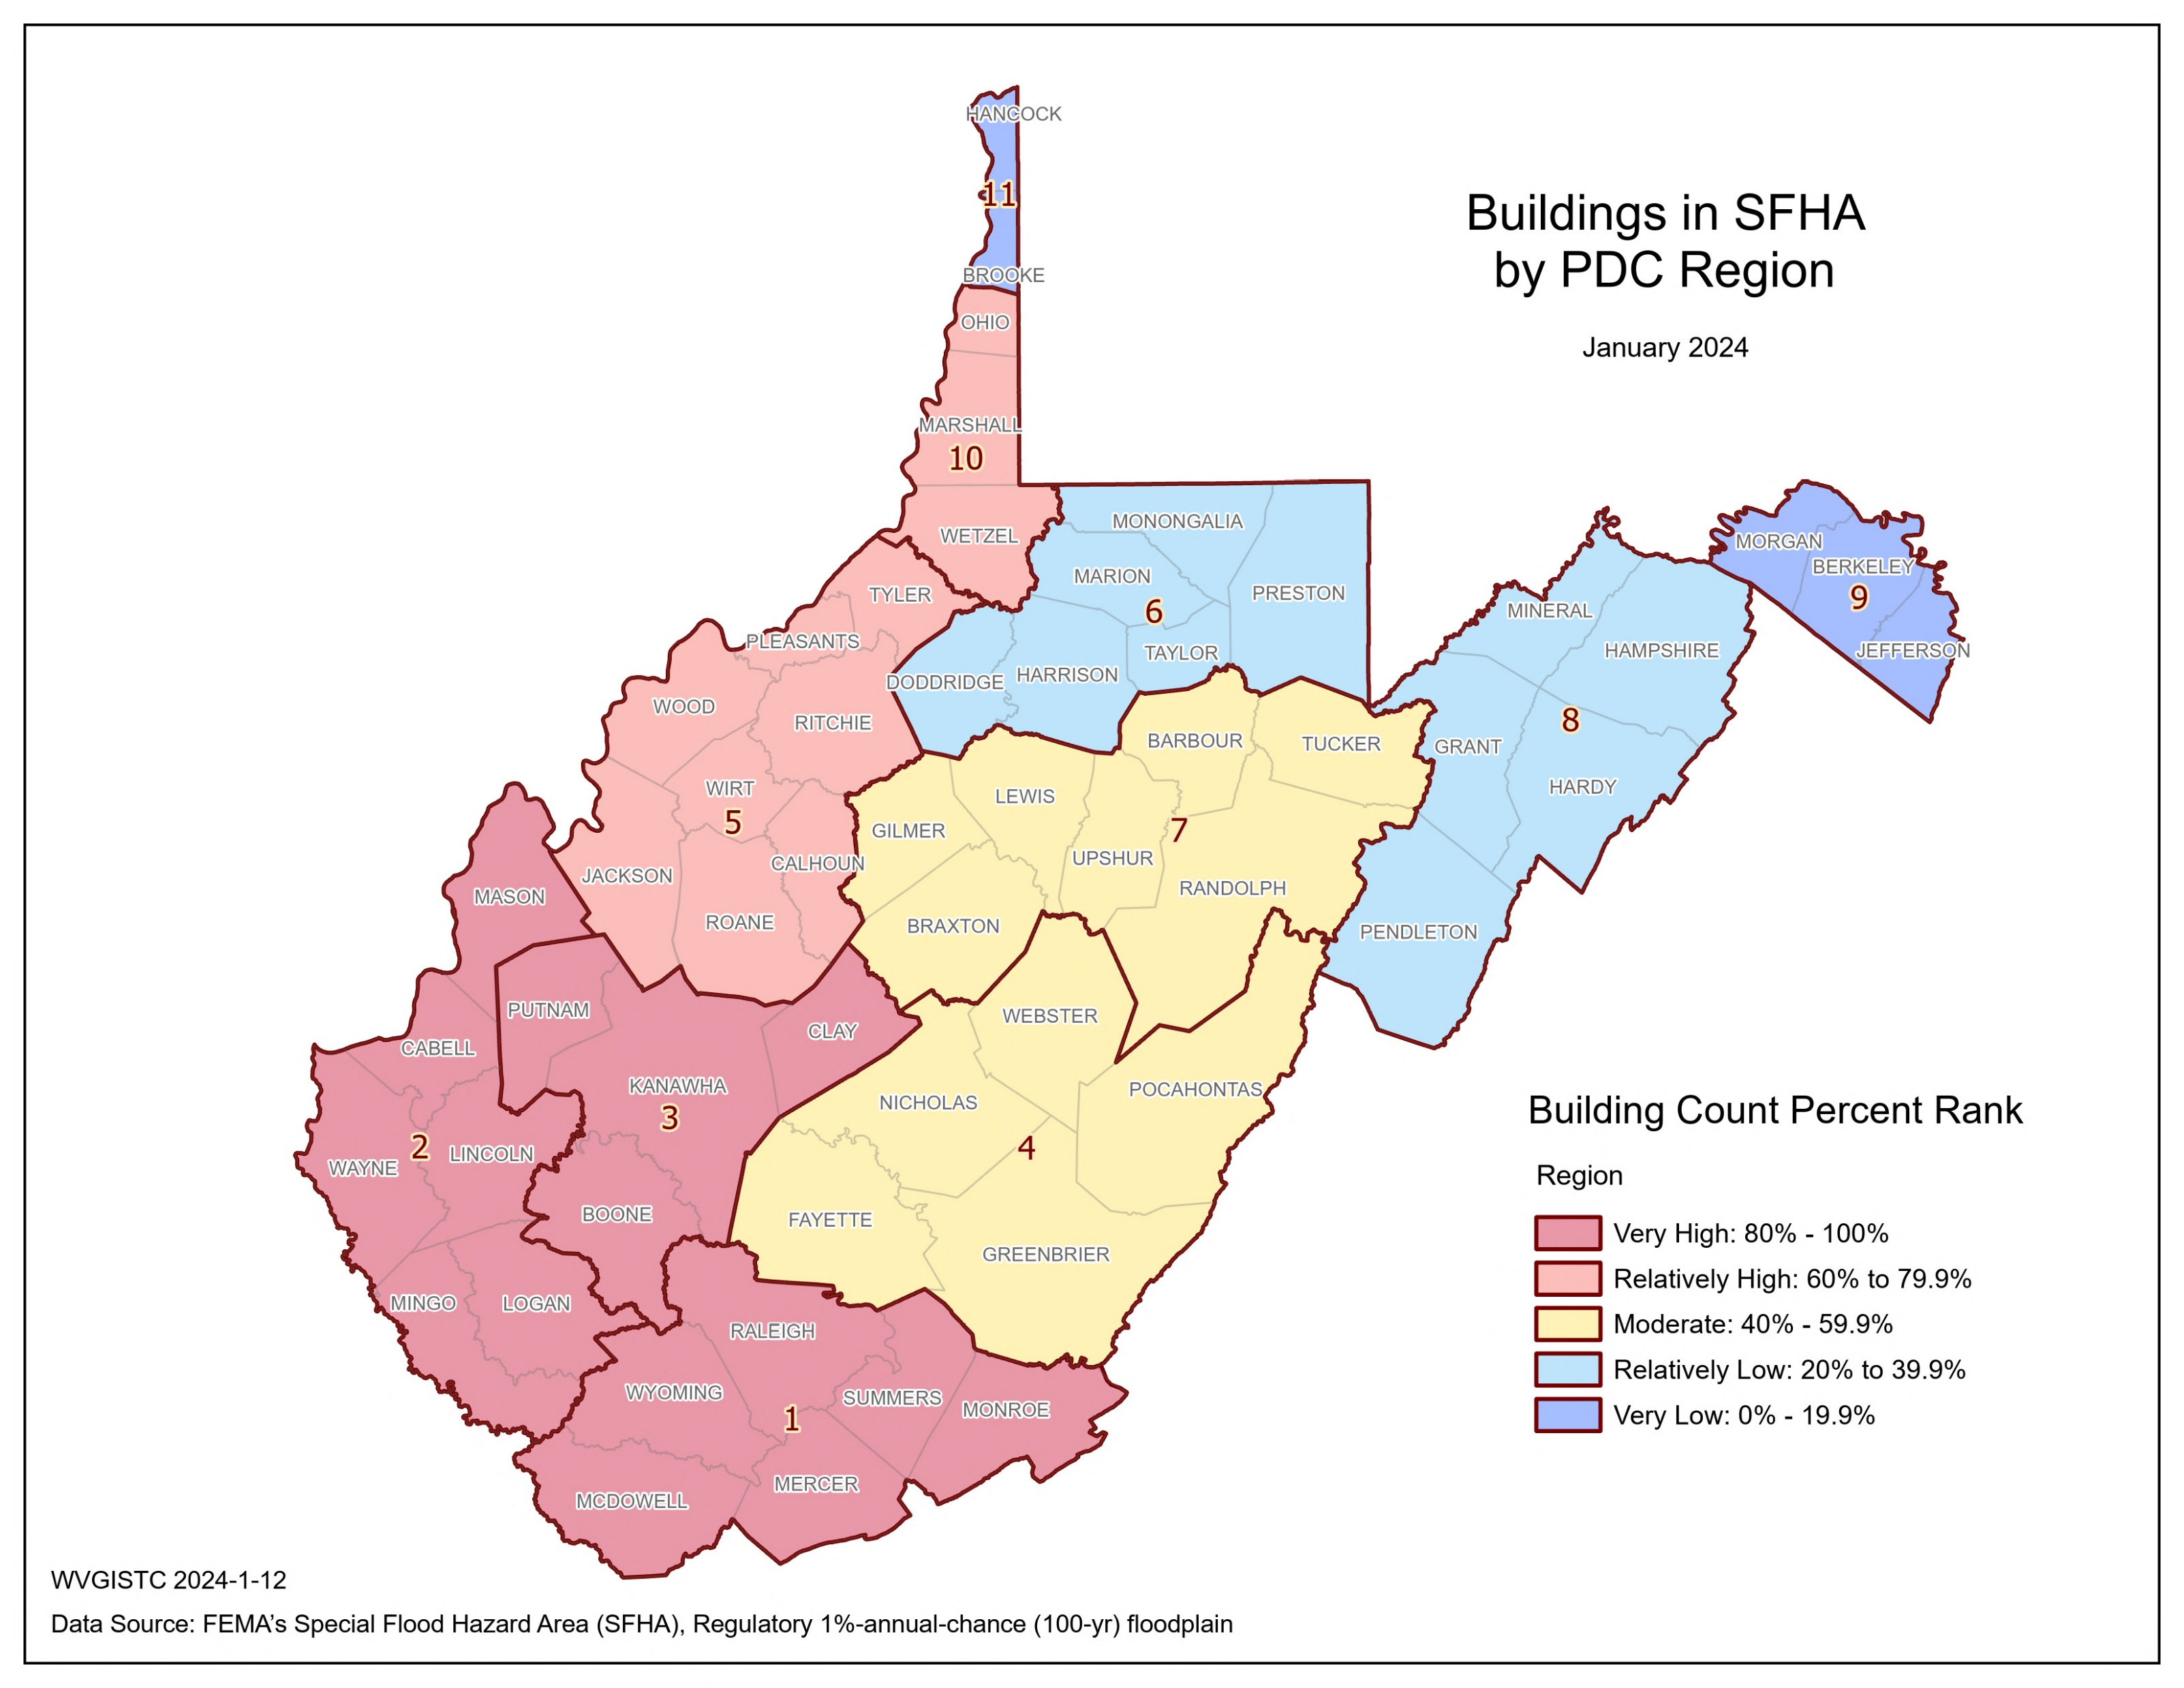 Buildings in SFHA
by PDC Region
January 2024
HANCOCK
11
BROOKE
OHIO
MARSHALL
10
WETZEL
TYLER
PLEASANTS
WOOD
RITCHIE
WIRT
5
JACKSON
CALHOUN
ROANE
MONONGALIA
MARION
6
PRESTON
TAYLOR
HARRISON
DODDRIDGE
MORGAN
BERKELEY
9
JEFFERSON
MINERAL
HAMPSHIRE
8
GRANT
HARDY
PENDLETON
BARBOUR
TUCKER
LEWIS
GILMER
7
UPSHUR
RANDOLPH
BRAXTON
MASON
PUTNAM
CLAY
CABELL
KANAWHA
3
2
LINCOLN
WAYNE
BOONE
MINGO
LOGAN
WEBSTER
POCAHONTAS
NICHOLAS
4
FAYETTE
GREENBRIER
RALEIGH
WYOMING
SUMMERS
MONROE
1
MERCER
MCDOWELL
Building Count Percent Rank
Region
Very High: 80% - 100%
Relatively High: 60% to 79.9%
Moderate: 40% - 59.9%
Relatively Low: 20% to 39.9%
Very Low: 0% - 19.9%
WVGISTC 2024-1-12
Data Source: FEMA’s Special Flood Hazard Area (SFHA), Regulatory 1%-annual-chance (100-yr) floodplain